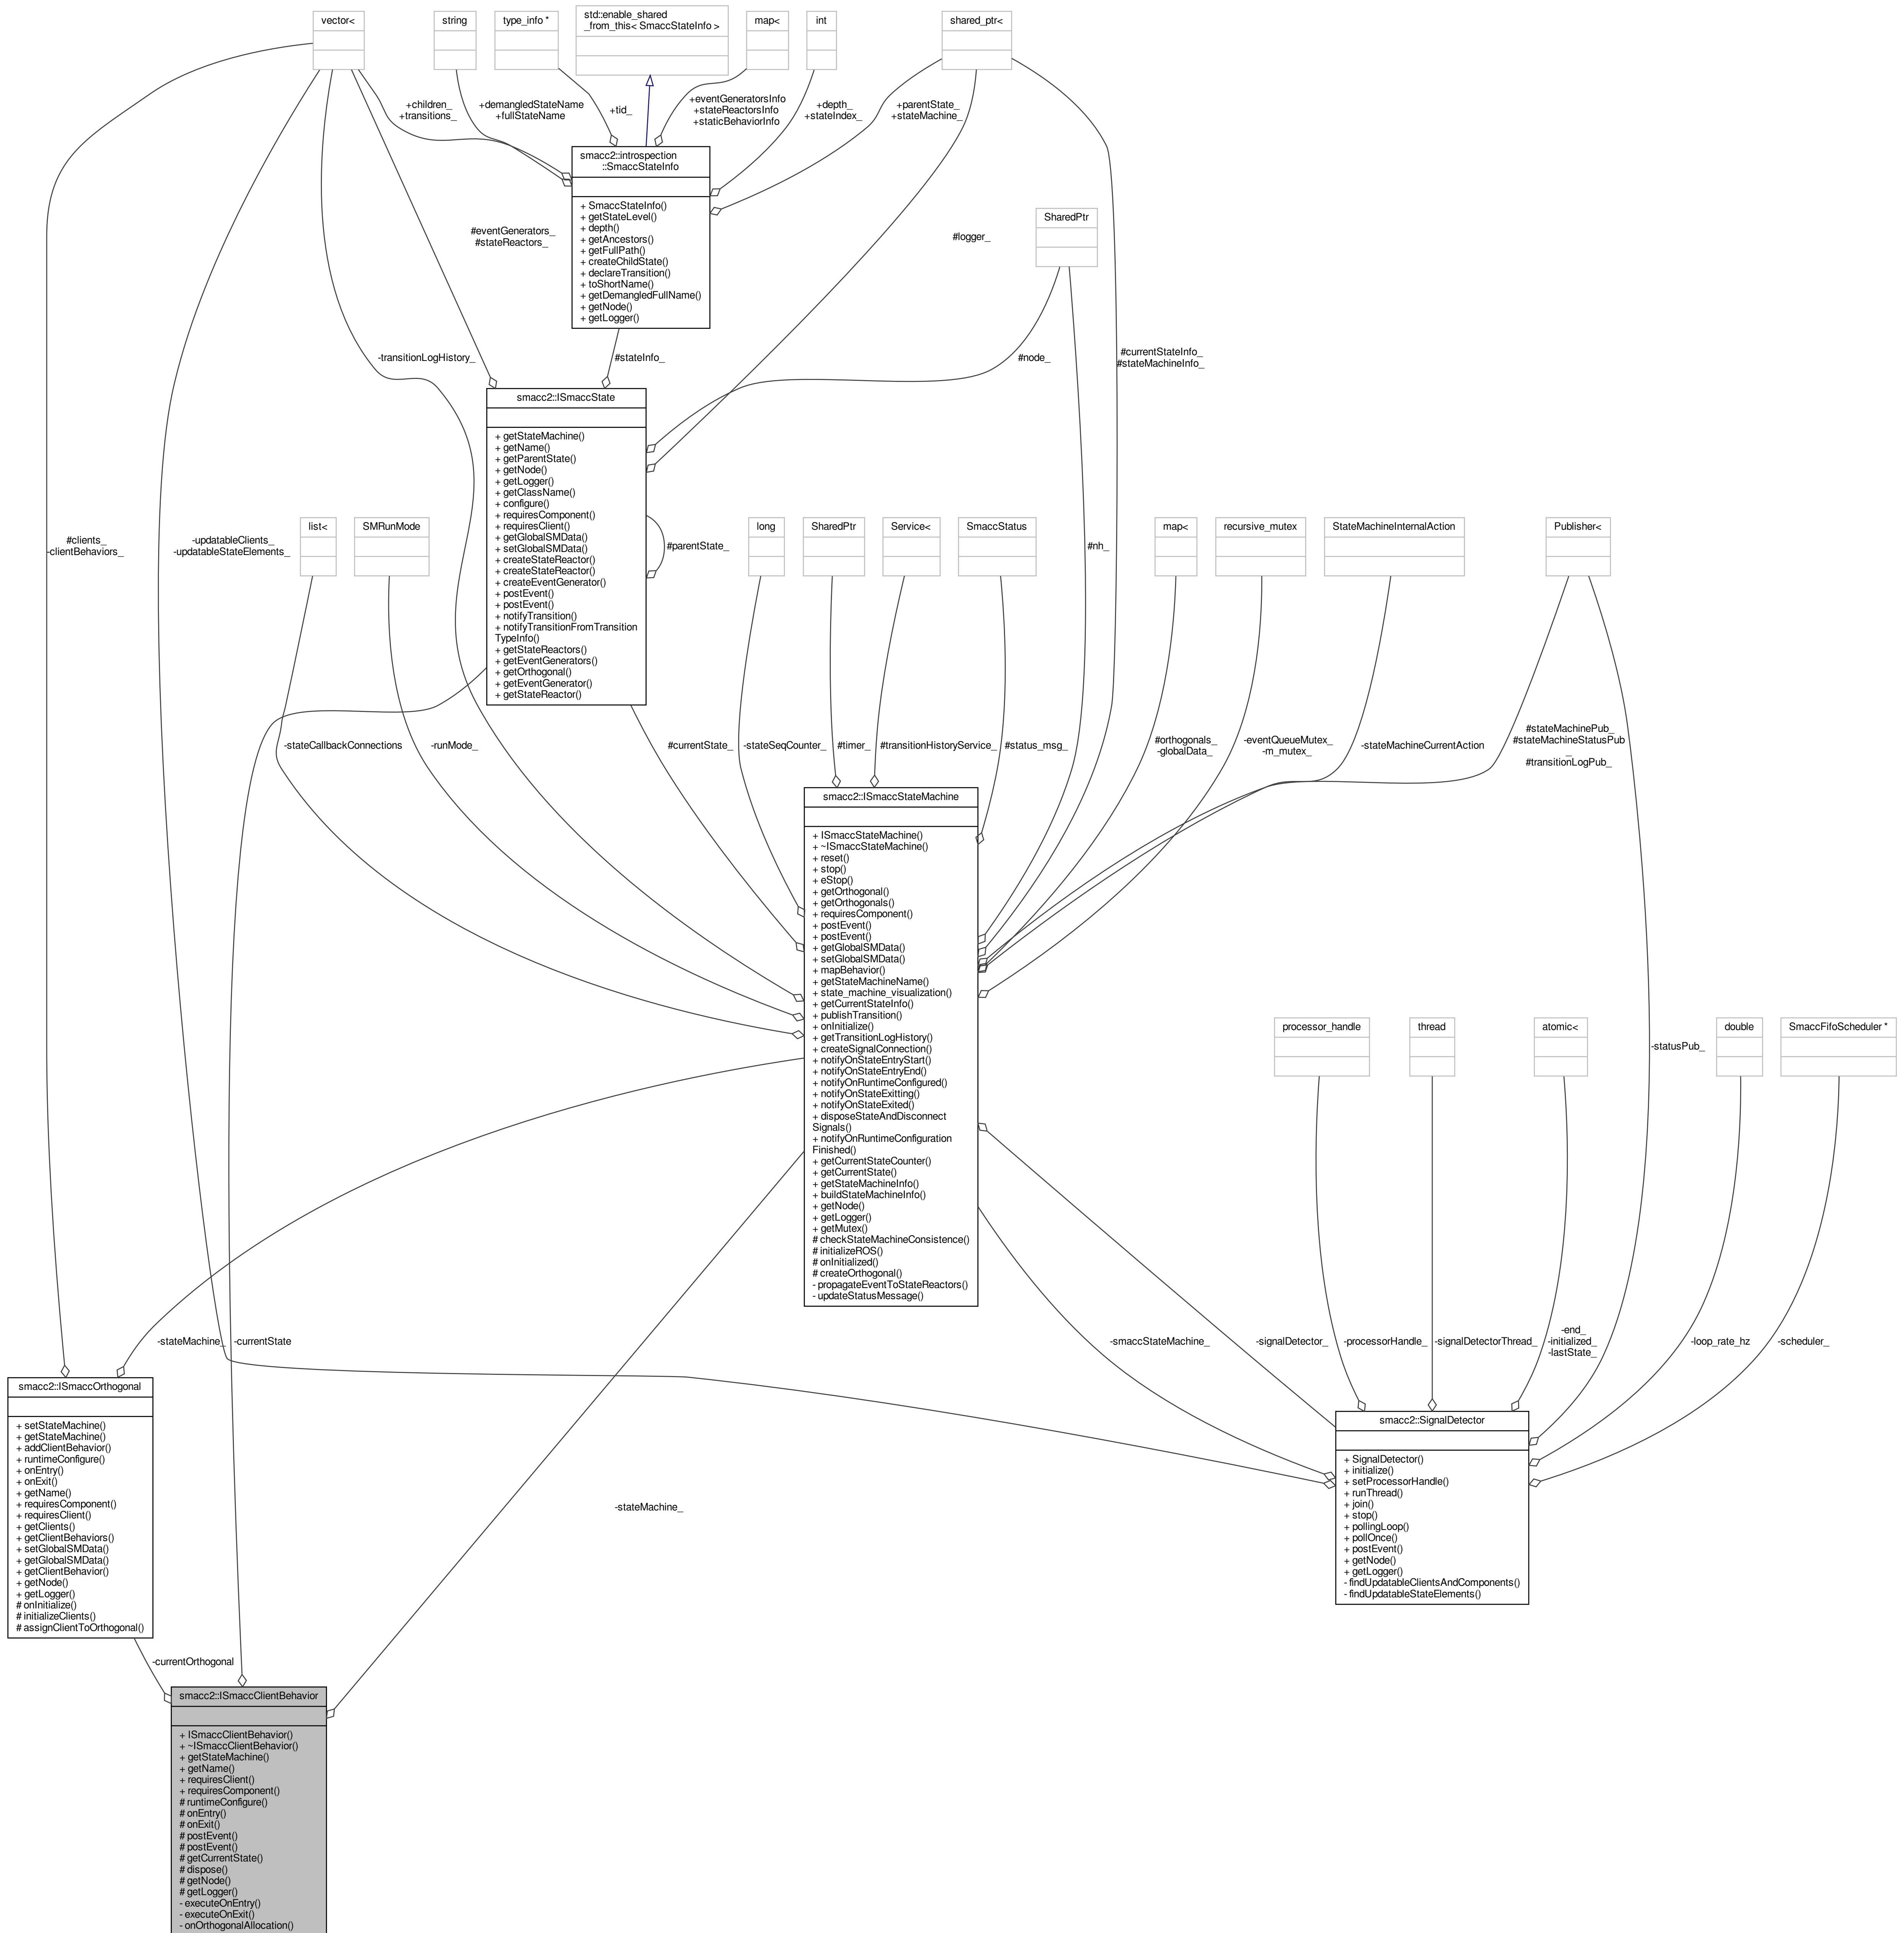 vector<
string
type_info *
std::enable_shared
_from_this< SmaccStateInfo >
map<
int
shared_ptr<
+children_
+transitions_
+demangledStateName
+fullStateName
+tid_
+eventGeneratorsInfo
+stateReactorsInfo
+staticBehaviorInfo
+depth_
+stateIndex_
+parentState_
+stateMachine_
smacc2::introspection
::SmaccStateInfo
+ SmaccStateInfo()
+ getStateLevel()
+ depth()
+ getAncestors()
+ getFullPath()
+ createChildState()
+ declareTransition()
+ toShortName()
+ getDemangledFullName()
+ getNode()
+ getLogger()
SharedPtr
#eventGenerators_
#stateReactors_
#logger_
-transitionLogHistory_
#stateInfo_
#node_
#currentStateInfo_
#stateMachineInfo_
smacc2::ISmaccState
+ getStateMachine()
+ getName()
+ getParentState()
+ getNode()
+ getLogger()
+ getClassName()
+ configure()
+ requiresComponent()
+ requiresClient()
+ getGlobalSMData()
+ setGlobalSMData()
+ createStateReactor()
+ createStateReactor()
+ createEventGenerator()
+ postEvent()
+ postEvent()
+ notifyTransition()
+ notifyTransitionFromTransition
TypeInfo()
+ getStateReactors()
+ getEventGenerators()
+ getOrthogonal()
+ getEventGenerator()
+ getStateReactor()
#parentState_
#clients_
-clientBehaviors_
-updatableClients_
-updatableStateElements_
list<
SMRunMode
long
SharedPtr
Service<
SmaccStatus
#nh_
map<
recursive_mutex
StateMachineInternalAction
Publisher<
-stateCallbackConnections
-runMode_
#currentState_
-stateSeqCounter_
#timer_
#transitionHistoryService_
#status_msg_
#orthogonals_
-globalData_
-eventQueueMutex_
-m_mutex_
-stateMachineCurrentAction
#stateMachinePub_
#stateMachineStatusPub
_
#transitionLogPub_
smacc2::ISmaccStateMachine
+ ISmaccStateMachine()
+ ~ISmaccStateMachine()
+ reset()
+ stop()
+ eStop()
+ getOrthogonal()
+ getOrthogonals()
+ requiresComponent()
+ postEvent()
+ postEvent()
+ getGlobalSMData()
+ setGlobalSMData()
+ mapBehavior()
+ getStateMachineName()
+ state_machine_visualization()
+ getCurrentStateInfo()
+ publishTransition()
+ onInitialize()
+ getTransitionLogHistory()
+ createSignalConnection()
+ notifyOnStateEntryStart()
+ notifyOnStateEntryEnd()
+ notifyOnRuntimeConfigured()
+ notifyOnStateExitting()
+ notifyOnStateExited()
+ disposeStateAndDisconnect
Signals()
+ notifyOnRuntimeConfiguration
Finished()
+ getCurrentStateCounter()
+ getCurrentState()
+ getStateMachineInfo()
+ buildStateMachineInfo()
+ getNode()
+ getLogger()
+ getMutex()
# checkStateMachineConsistence()
# initializeROS()
# onInitialized()
# createOrthogonal()
- propagateEventToStateReactors()
- updateStatusMessage()
processor_handle
thread
atomic<
double
SmaccFifoScheduler *
-statusPub_
-stateMachine_
-currentState
-smaccStateMachine_
-signalDetector_
-processorHandle_
-signalDetectorThread_
-end_
-initialized_
-lastState_
-loop_rate_hz
-scheduler_
smacc2::ISmaccOrthogonal
+ setStateMachine()
+ getStateMachine()
+ addClientBehavior()
+ runtimeConfigure()
+ onEntry()
+ onExit()
+ getName()
+ requiresComponent()
+ requiresClient()
+ getClients()
+ getClientBehaviors()
+ setGlobalSMData()
+ getGlobalSMData()
+ getClientBehavior()
+ getNode()
+ getLogger()
# onInitialize()
# initializeClients()
# assignClientToOrthogonal()
smacc2::SignalDetector
+ SignalDetector()
+ initialize()
+ setProcessorHandle()
+ runThread()
+ join()
+ stop()
+ pollingLoop()
+ pollOnce()
+ postEvent()
+ getNode()
+ getLogger()
- findUpdatableClientsAndComponents()
- findUpdatableStateElements()
-stateMachine_
-currentOrthogonal
smacc2::ISmaccClientBehavior
+ ISmaccClientBehavior()
+ ~ISmaccClientBehavior()
+ getStateMachine()
+ getName()
+ requiresClient()
+ requiresComponent()
# runtimeConfigure()
# onEntry()
# onExit()
# postEvent()
# postEvent()
# getCurrentState()
# dispose()
# getNode()
# getLogger()
- executeOnEntry()
- executeOnExit()
- onOrthogonalAllocation()